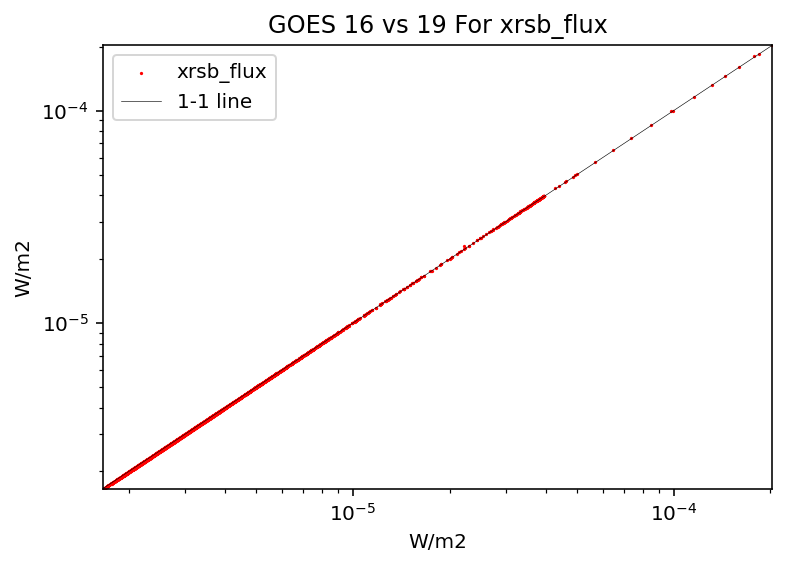 GOES 16 vs 19 For xrsb_flux
xrsb_flux
1-1 line
10⁻⁴
10⁻⁵
W/m2
10⁻⁵ 10⁻⁴
W/m2